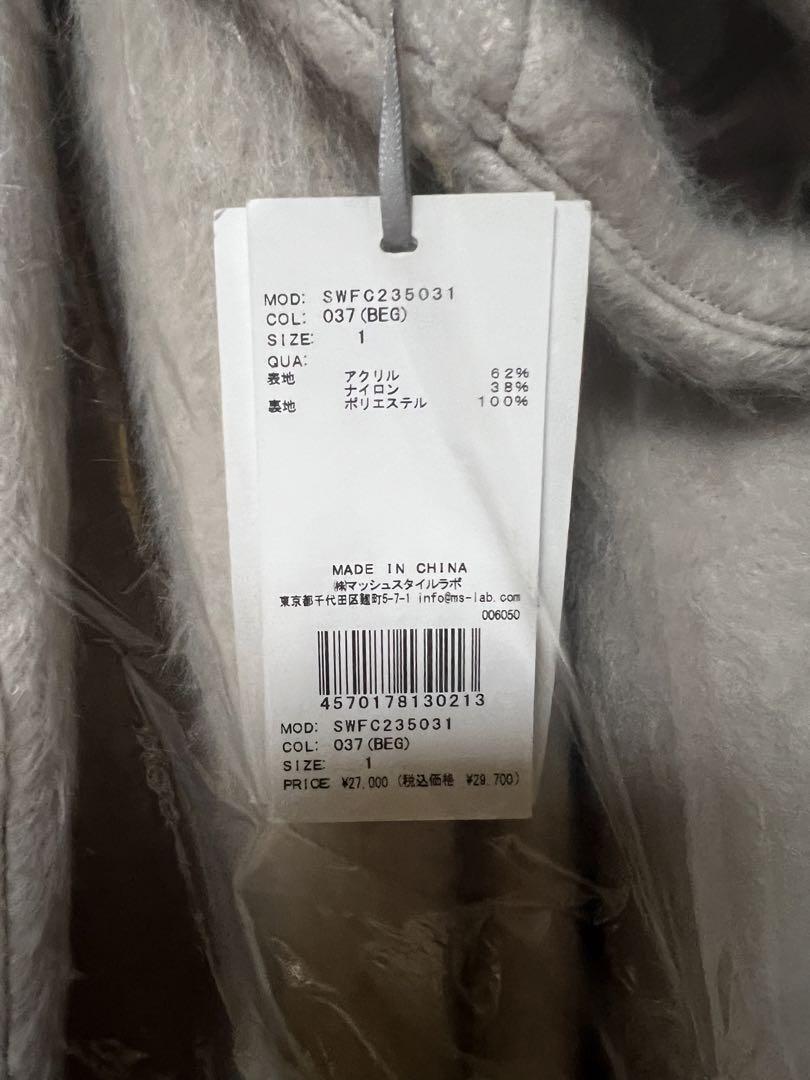 MOD: SWFC235031
COL: 037(BEG)
SIZE: 1
QUA:
表地 アクリル 62%
ナイロン 38%
裏地 ポリエステル 100%
MADE IN CHINA
㈱マッシュスタイルラボ
東京都千代田区麹町5-7-1 info@ms-lab.com
006050
4570178130213
MOD: SWFC235031
COL: 037(BEG)
SIZE: 1
PRICE ¥27,000 (税込価格 ¥29,700)